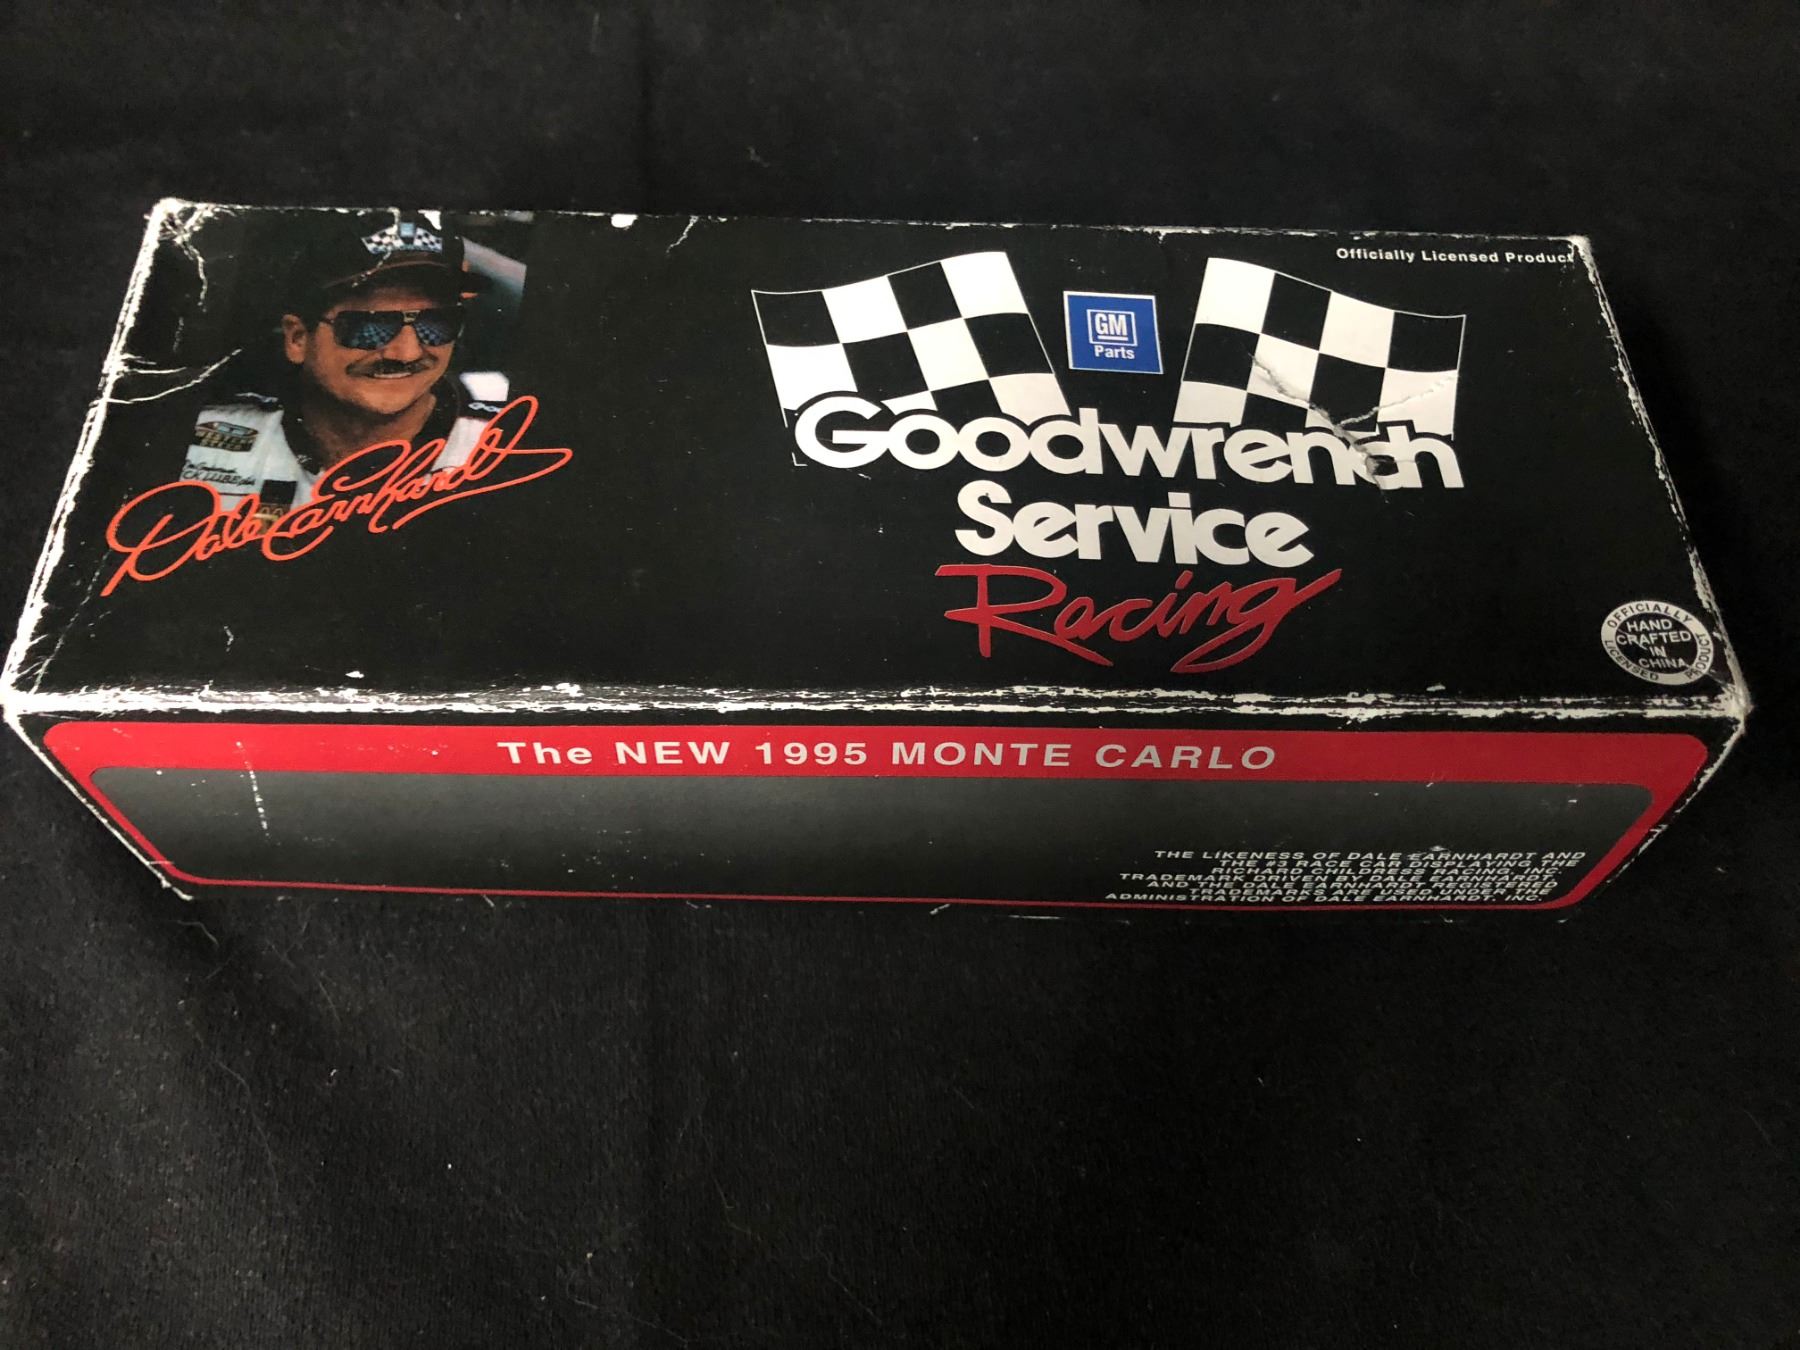 Officially Licensed Product
GM
Parts
Goodwrench
Service
Racing
Dale Earnhardt
OFFICIALLY LICENSED PRODUCT
HAND
CRAFTED
IN
CHINA
The NEW 1995 MONTE CARLO
THE LIKENESS OF DALE EARNHARDT AND
THE #3 RACE CAR DISPLAYING THE
RICHARD CHILDRESS RACING, INC.
TRADEMARK DRIVEN BY DALE EARNHARDT
AND THE DALE EARNHARDT REGISTERED
TRADEMARKS ARE USED UNDER THE
ADMINISTRATION OF DALE EARNHARDT, INC.